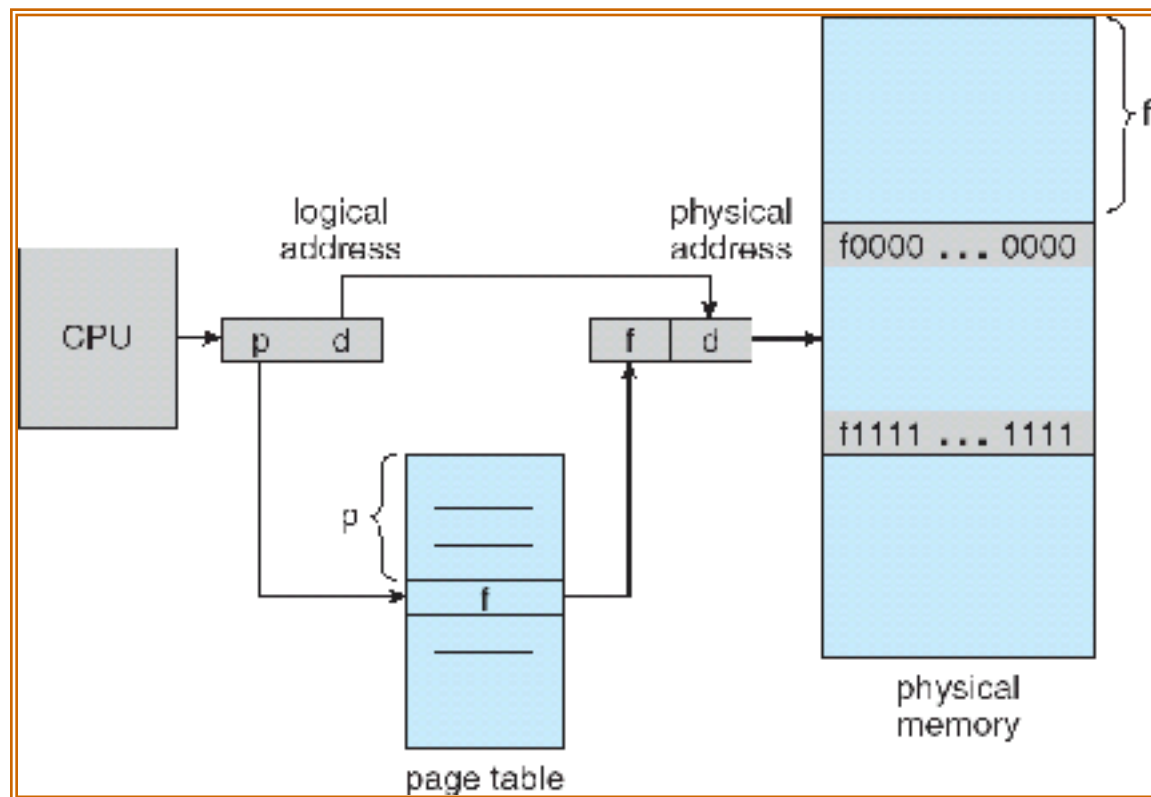 f
logical
address
physical
address
f0000 ... 0000
CPU
p d
f d
f1111 ... 1111
p
f
physical
memory
page table